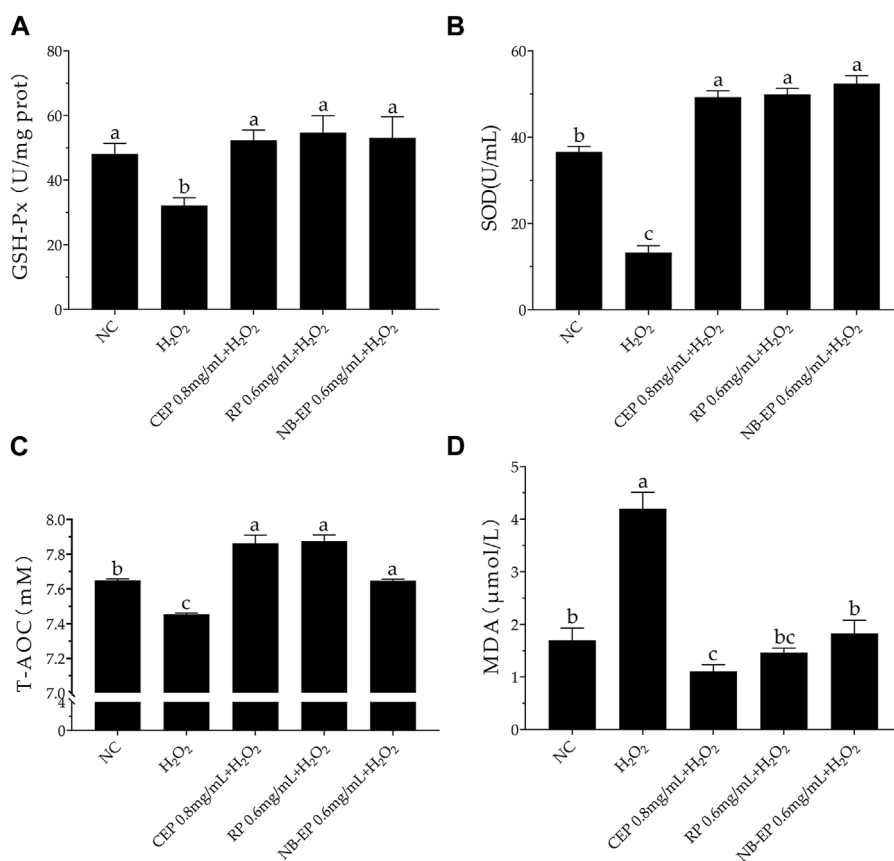 A
GSH-Px (U/mg prot)
80
60
40
20
0
a
b
a
a
a
NC
H₂O₂
CEP 0.8mg/mL+H₂O₂
RP 0.6mg/mL+H₂O₂
NB-EP 0.6mg/mL+H₂O₂
B
SOD(U/mL)
60
40
20
0
b
c
a
a
a
NC
H₂O₂
CEP 0.8mg/mL+H₂O₂
RP 0.6mg/mL+H₂O₂
NB-EP 0.6mg/mL+H₂O₂
C
T-AOC(mM)
8.0
7.8
7.6
7.4
7.2
7.0
4
0
b
c
a
a
a
NC
H₂O₂
CEP 0.8mg/mL+H₂O₂
RP 0.6mg/mL+H₂O₂
NB-EP 0.6mg/mL+H₂O₂
D
MDA(μmol/L)
5
4
3
2
1
0
b
a
c
bc
b
NC
H₂O₂
CEP 0.8mg/mL+H₂O₂
RP 0.6mg/mL+H₂O₂
NB-EP 0.6mg/mL+H₂O₂